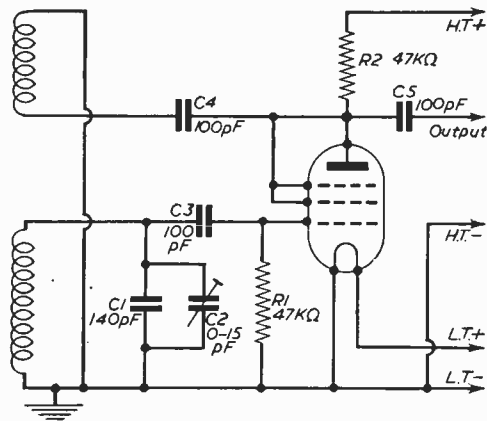 H.T+
R2 47KΩ
C4
100pF
C5
100pF
Output
C3
100
pF
H.T-
C1
140pF
C2
0-15
pF
R1
47KΩ
L.T+
L.T-